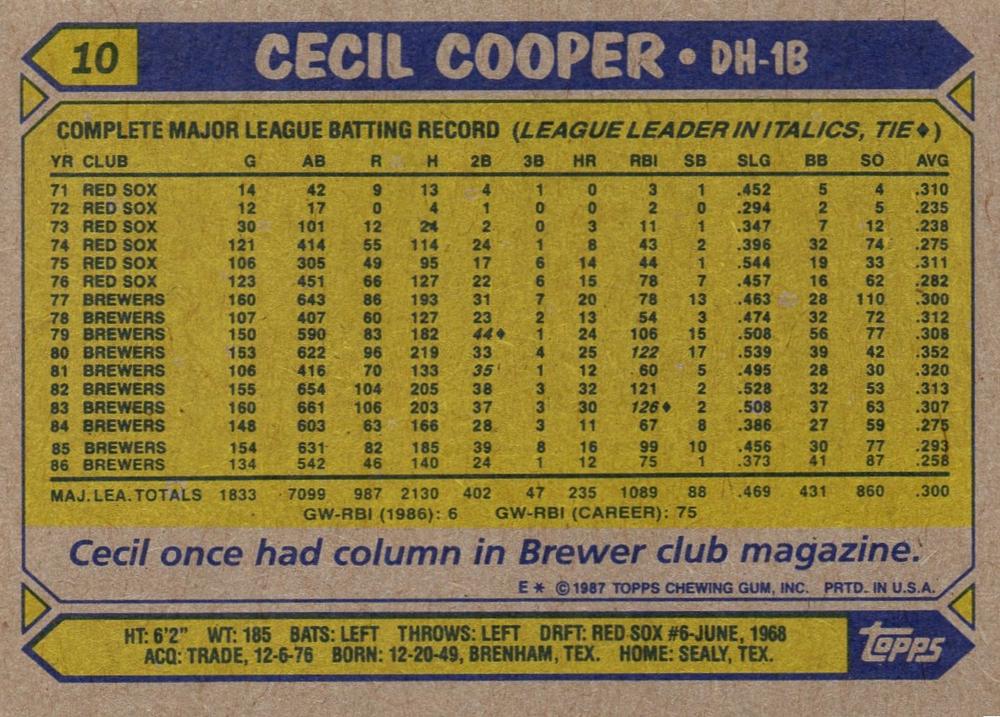 10 CECIL COOPER • DH-1B
COMPLETE MAJOR LEAGUE BATTING RECORD (LEAGUE LEADER IN ITALICS, TIE♦)
YR CLUB G AB R H 2B 3B HR RBI SB SLG BB SO AVG
71 RED SOX 14 42 9 13 4 1 0 3 1 .452 5 4 .310
72 RED SOX 12 17 0 4 1 0 0 2 0 .294 2 5 .235
73 RED SOX 30 101 12 24 2 0 3 11 1 .347 7 12 .238
74 RED SOX 121 414 55 114 24 1 8 43 2 .396 32 74 .275
75 RED SOX 106 305 49 95 17 6 14 44 1 .544 19 33 .311
76 RED SOX 123 451 66 127 22 6 15 78 7 .457 16 62 .282
77 BREWERS 160 643 86 193 31 7 20 78 13 .463 28 110 .300
78 BREWERS 107 407 60 127 23 2 13 54 3 .474 32 72 .312
79 BREWERS 150 590 83 182 44♦ 1 24 106 15 .508 56 77 .308
80 BREWERS 153 622 96 219 33 4 25 122 17 .539 39 42 .352
81 BREWERS 106 416 70 133 35 1 12 60 5 .495 28 30 .320
82 BREWERS 155 654 104 205 38 3 32 121 2 .528 32 53 .313
83 BREWERS 160 661 106 203 37 3 30 126♦ 2 .508 37 63 .307
84 BREWERS 148 603 63 166 28 3 11 67 8 .386 27 59 .275
85 BREWERS 154 631 82 185 39 8 16 99 10 .456 30 77 .293
86 BREWERS 134 542 46 140 24 1 12 75 1 .373 41 87 .258
MAJ. LEA. TOTALS 1833 7099 987 2130 402 47 235 1089 88 .469 431 860 .300
GW-RBI (1986): 6 GW-RBI (CAREER): 75
Cecil once had column in Brewer club magazine.
E * © 1987 TOPPS CHEWING GUM, INC. PRTD. IN U.S.A.
HT: 6'2" WT: 185 BATS: LEFT THROWS: LEFT DRFT: RED SOX #6-JUNE, 1968
ACQ: TRADE, 12-6-76 BORN: 12-20-49, BRENHAM, TEX. HOME: SEALY, TEX.
Topps